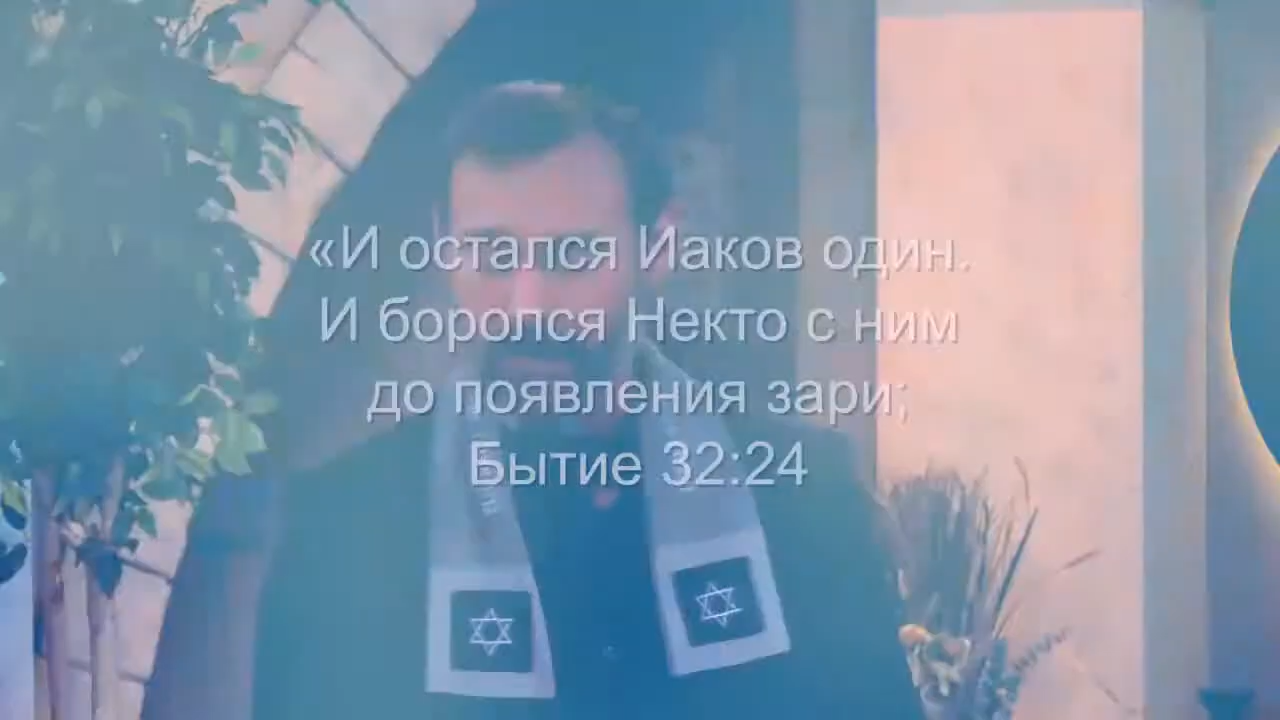 «И остался Иаков один.
И боролся Некто с ним
до появления зари;
Бытие 32:24